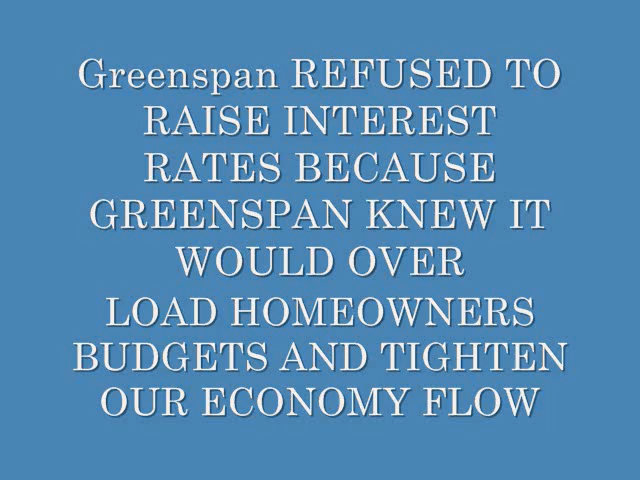 Greenspan REFUSED TO
RAISE INTEREST
RATES BECAUSE
GREENSPAN KNEW IT
WOULD OVER
LOAD HOMEOWNERS
BUDGETS AND TIGHTEN
OUR ECONOMY FLOW